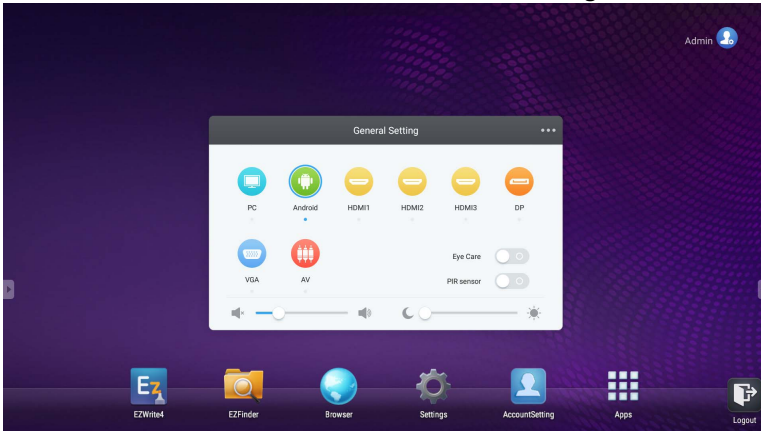 Admin
General Setting
PC Android HDMI1 HDMI2 HDMI3 DP
Eye Care
VGA AV
PIR sensor
Ez
EZWrite4 EZFinder Browser Settings AccountSetting Apps
Logout